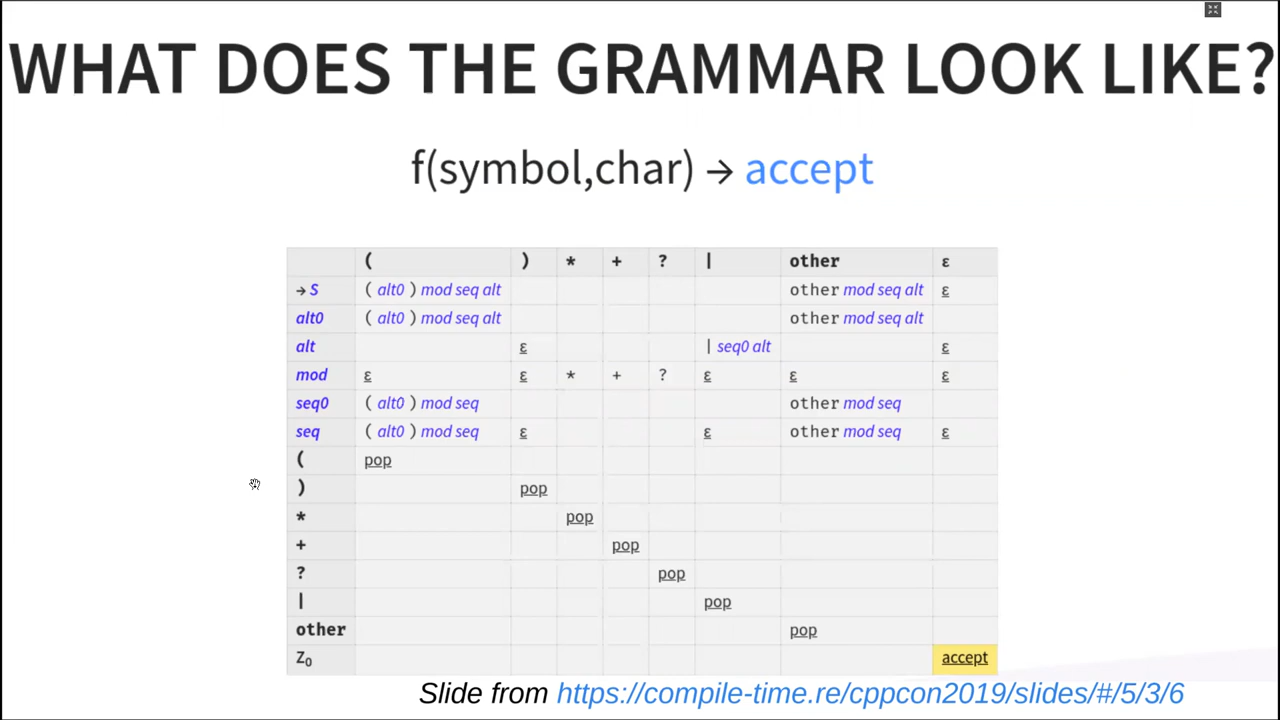 WHAT DOES THE GRAMMAR LOOK LIKE?
f(symbol,char) → accept
( ) * + ? | other ε
→ S ( alt0 ) mod seq alt other mod seq alt ε
alt0 ( alt0 ) mod seq alt other mod seq alt
alt ε | seq0 alt ε
mod ε ε * + ? ε ε ε
seq0 ( alt0 ) mod seq other mod seq
seq ( alt0 ) mod seq ε ε other mod seq ε
( pop
) pop
* pop
+ pop
? pop
| pop
other pop
Z₀ accept
Slide from https://compile-time.re/cppcon2019/slides/#/5/3/6